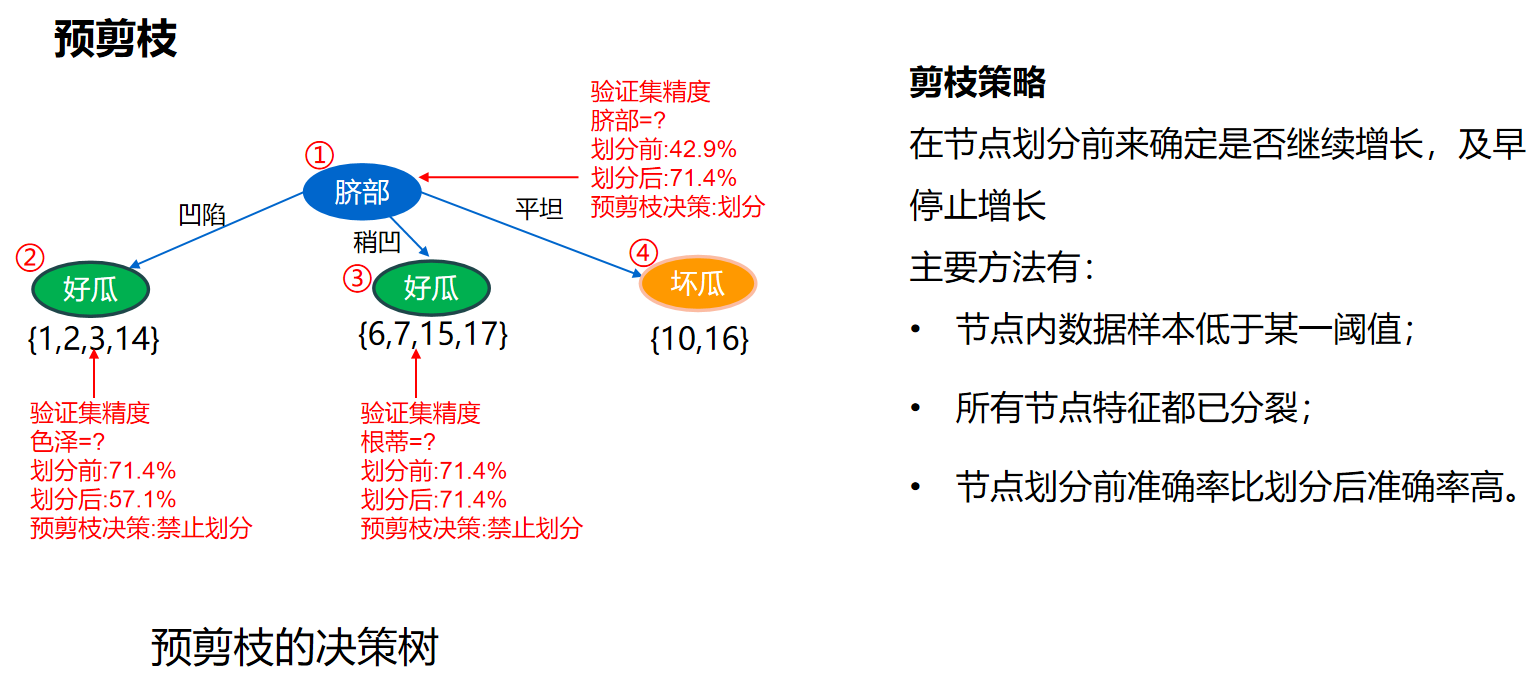 预剪枝
验证集精度
脐部=?
划分前:42.9%
划分后:71.4%
预剪枝决策:划分
①
脐部
凹陷
稍凹
平坦
②
好瓜
{1,2,3,14}
③
好瓜
{6,7,15,17}
④
坏瓜
{10,16}
验证集精度
色泽=?
划分前:71.4%
划分后:57.1%
预剪枝决策:禁止划分
验证集精度
根蒂=?
划分前:71.4%
划分后:71.4%
预剪枝决策:禁止划分
预剪枝的决策树
剪枝策略
在节点划分前来确定是否继续增长，及早
停止增长
主要方法有：
• 节点内数据样本低于某一阈值；
• 所有节点特征都已分裂；
• 节点划分前准确率比划分后准确率高。